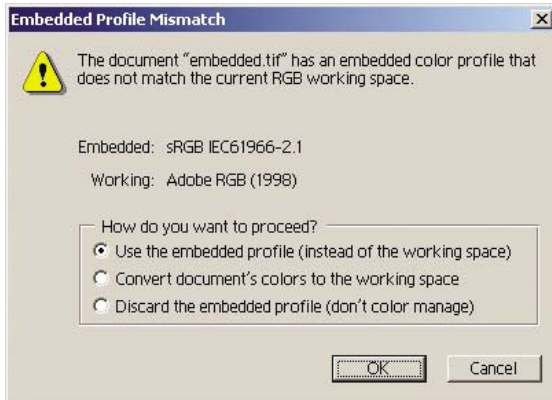 Embedded Profile Mismatch
The document “embedded.tif” has an embedded color profile that
does not match the current RGB working space.
Embedded: sRGB IEC61966-2.1
Working: Adobe RGB (1998)
How do you want to proceed?
Use the embedded profile (instead of the working space)
Convert document's colors to the working space
Discard the embedded profile (don't color manage)
OK Cancel